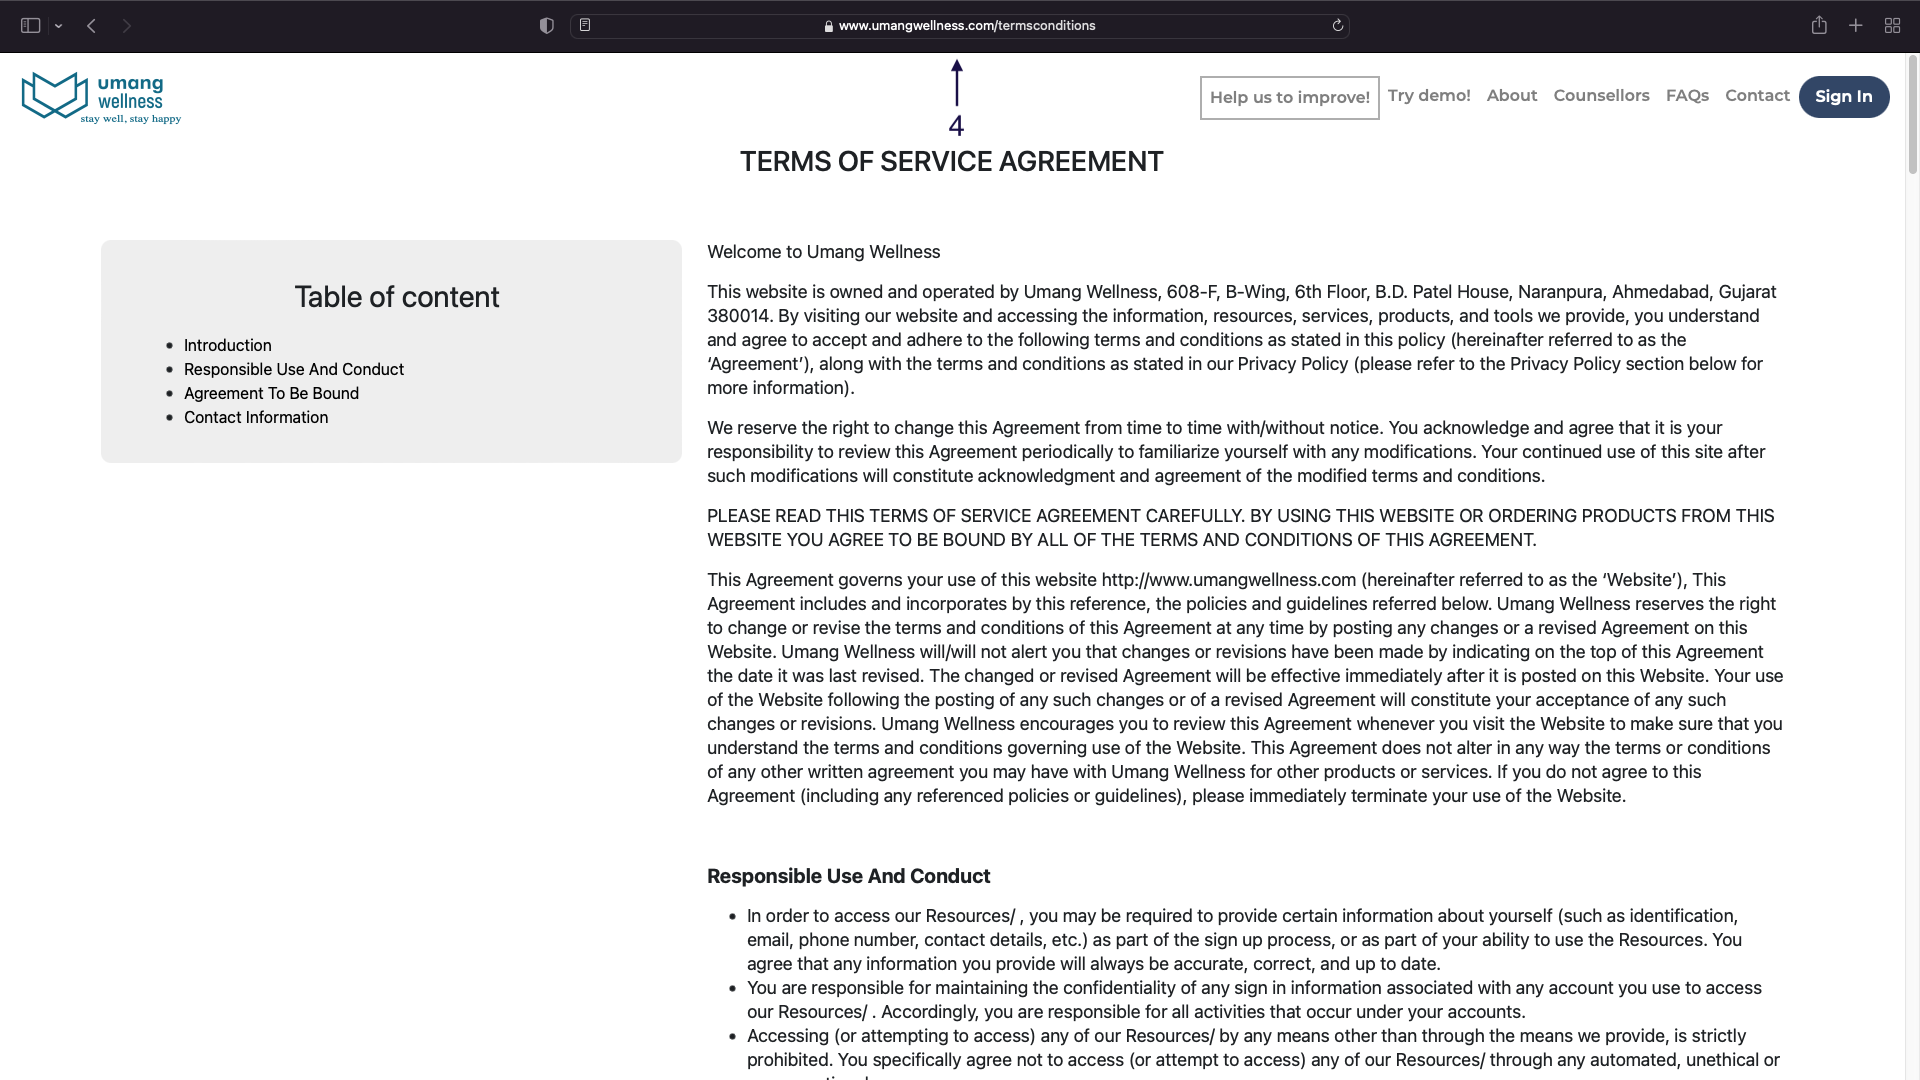 www.umangwellness.com/termsconditions
umang
wellness
stay well, stay happy
4
Help us to improve!
Try demo!
About
Counsellors
FAQs
Contact
Sign In
TERMS OF SERVICE AGREEMENT
Table of content
Introduction
Responsible Use And Conduct
Agreement To Be Bound
Contact Information
Welcome to Umang Wellness
This website is owned and operated by Umang Wellness, 608-F, B-Wing, 6th Floor, B.D. Patel House, Naranpura, Ahmedabad, Gujarat
380014. By visiting our website and accessing the information, resources, services, products, and tools we provide, you understand
and agree to accept and adhere to the following terms and conditions as stated in this policy (hereinafter referred to as the
‘Agreement’), along with the terms and conditions as stated in our Privacy Policy (please refer to the Privacy Policy section below for
more information).
We reserve the right to change this Agreement from time to time with/without notice. You acknowledge and agree that it is your
responsibility to review this Agreement periodically to familiarize yourself with any modifications. Your continued use of this site after
such modifications will constitute acknowledgment and agreement of the modified terms and conditions.
PLEASE READ THIS TERMS OF SERVICE AGREEMENT CAREFULLY. BY USING THIS WEBSITE OR ORDERING PRODUCTS FROM THIS
WEBSITE YOU AGREE TO BE BOUND BY ALL OF THE TERMS AND CONDITIONS OF THIS AGREEMENT.
This Agreement governs your use of this website http://www.umangwellness.com (hereinafter referred to as the ‘Website’), This
Agreement includes and incorporates by this reference, the policies and guidelines referred below. Umang Wellness reserves the right
to change or revise the terms and conditions of this Agreement at any time by posting any changes or a revised Agreement on this
Website. Umang Wellness will/will not alert you that changes or revisions have been made by indicating on the top of this Agreement
the date it was last revised. The changed or revised Agreement will be effective immediately after it is posted on this Website. Your use
of the Website following the posting of any such changes or of a revised Agreement will constitute your acceptance of any such
changes or revisions. Umang Wellness encourages you to review this Agreement whenever you visit the Website to make sure that you
understand the terms and conditions governing use of the Website. This Agreement does not alter in any way the terms or conditions
of any other written agreement you may have with Umang Wellness for other products or services. If you do not agree to this
Agreement (including any referenced policies or guidelines), please immediately terminate your use of the Website.
Responsible Use And Conduct
In order to access our Resources/ , you may be required to provide certain information about yourself (such as identification,
email, phone number, contact details, etc.) as part of the sign up process, or as part of your ability to use the Resources. You
agree that any information you provide will always be accurate, correct, and up to date.
You are responsible for maintaining the confidentiality of any sign in information associated with any account you use to access
our Resources/ . Accordingly, you are responsible for all activities that occur under your accounts.
Accessing (or attempting to access) any of our Resources/ by any means other than through the means we provide, is strictly
prohibited. You specifically agree not to access (or attempt to access) any of our Resources/ through any automated, unethical or